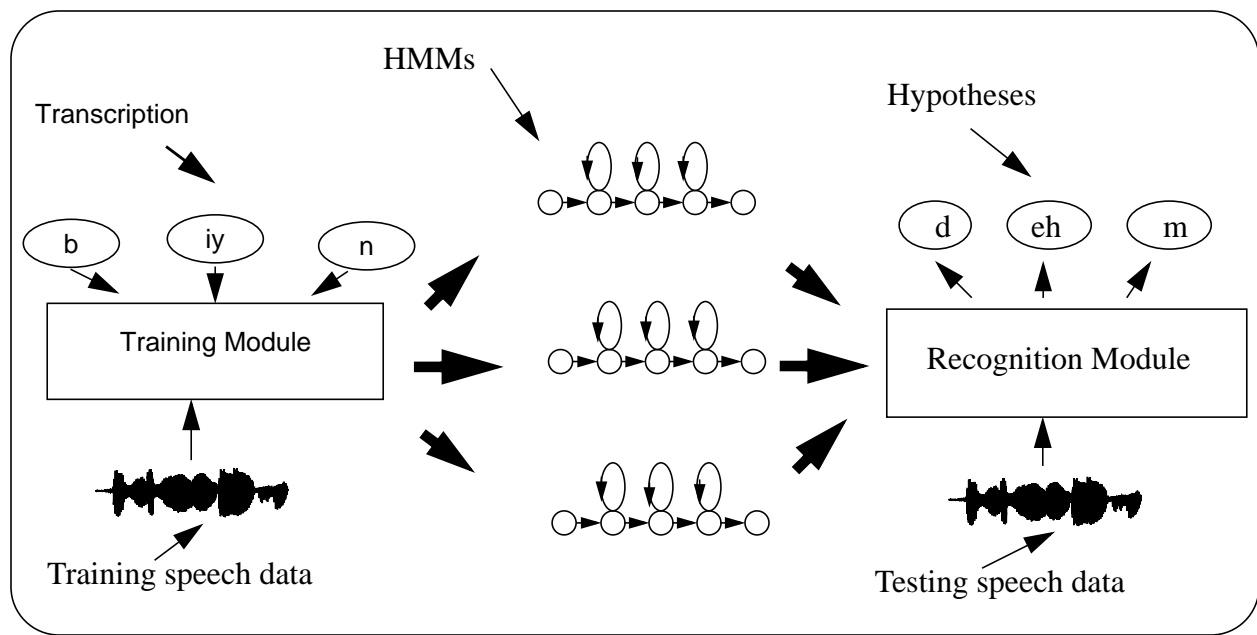 HMMs
Transcription
Hypotheses
b
iy
n
d
eh
m
Training Module
Recognition Module
Training speech data
Testing speech data